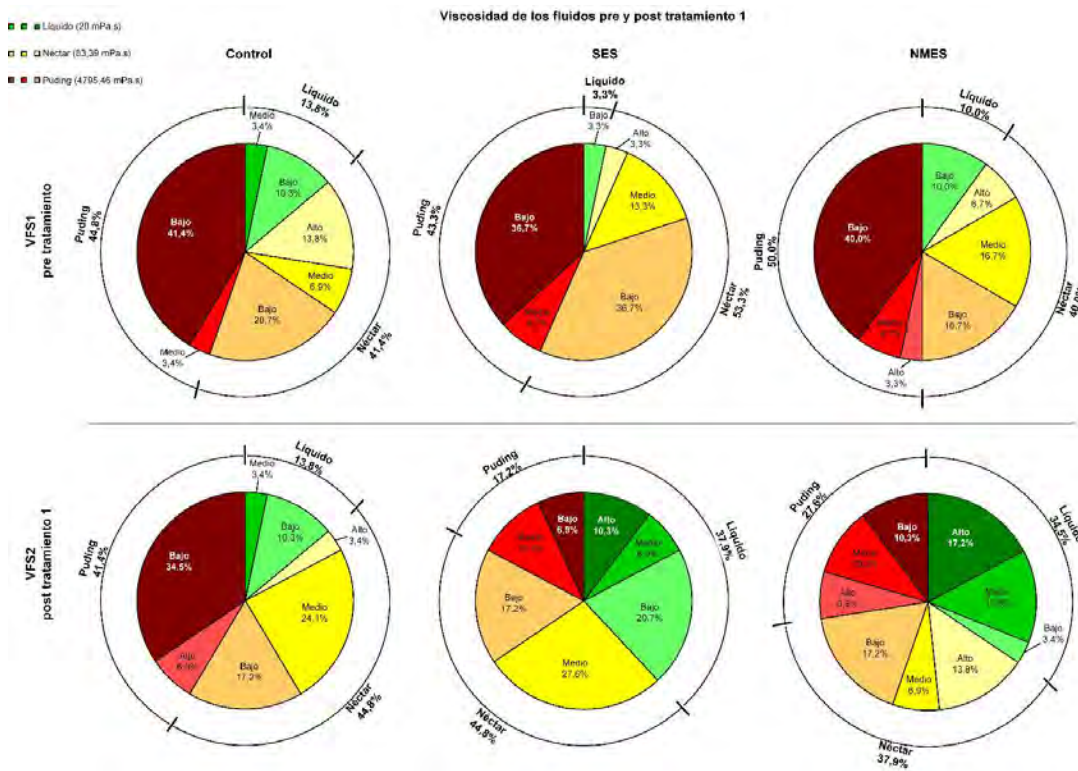 Viscosidad de los fluidos pre y post tratamiento 1
Líquido (20 mPa.s)
Néctar (83,39 mPa.s)
Puding (4795,46 mPa.s)
Control
SES
NMES
VFS1
pre tratamiento
Líquido
13,8%
Medio
3,4%
Bajo
10,3%
Alto
13,8%
Medio
6,9%
Bajo
20,7%
Medio
3,4%
Bajo
41,4%
Puding
44,8%
Néctar
41,4%
Líquido
3,3%
Bajo
3,3%
Alto
3,3%
Medio
13,3%
Bajo
36,7%
Bajo
36,7%
Puding
43,3%
Néctar
53,3%
Líquido
10,0%
Bajo
10,0%
Alto
6,7%
Medio
16,7%
Bajo
Medio
Alto
3,3%
Bajo
40,0%
Puding
50,0%
Néctar
40,0%
VFS2
post tratamiento 1
Líquido
13,8%
Medio
3,4%
Bajo
10,3%
Alto
3,4%
Medio
24,1%
Bajo
17,2%
Alto
Bajo
34,5%
Puding
41,4%
Néctar
44,8%
Puding
17,2%
Bajo
6,9%
Alto
10,3%
Medio
6,9%
Bajo
20,7%
Medio
27,6%
Bajo
17,2%
Medio
Líquido
37,9%
Néctar
44,8%
Puding
27,6%
Bajo
10,3%
Alto
17,2%
Medio
Bajo
3,4%
Alto
13,8%
Medio
6,9%
Bajo
17,2%
Alto
Medio
Líquido
34,5%
Néctar
37,9%